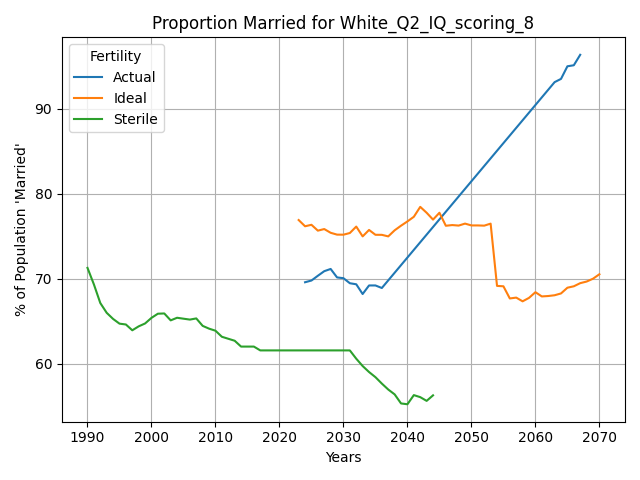 Proportion Married for White_Q2_IQ_scoring_8
Fertility
Actual
Ideal
Sterile
% of Population 'Married'
90
80
70
60
1990 2000 2010 2020 2030 2040 2050 2060 2070
Years